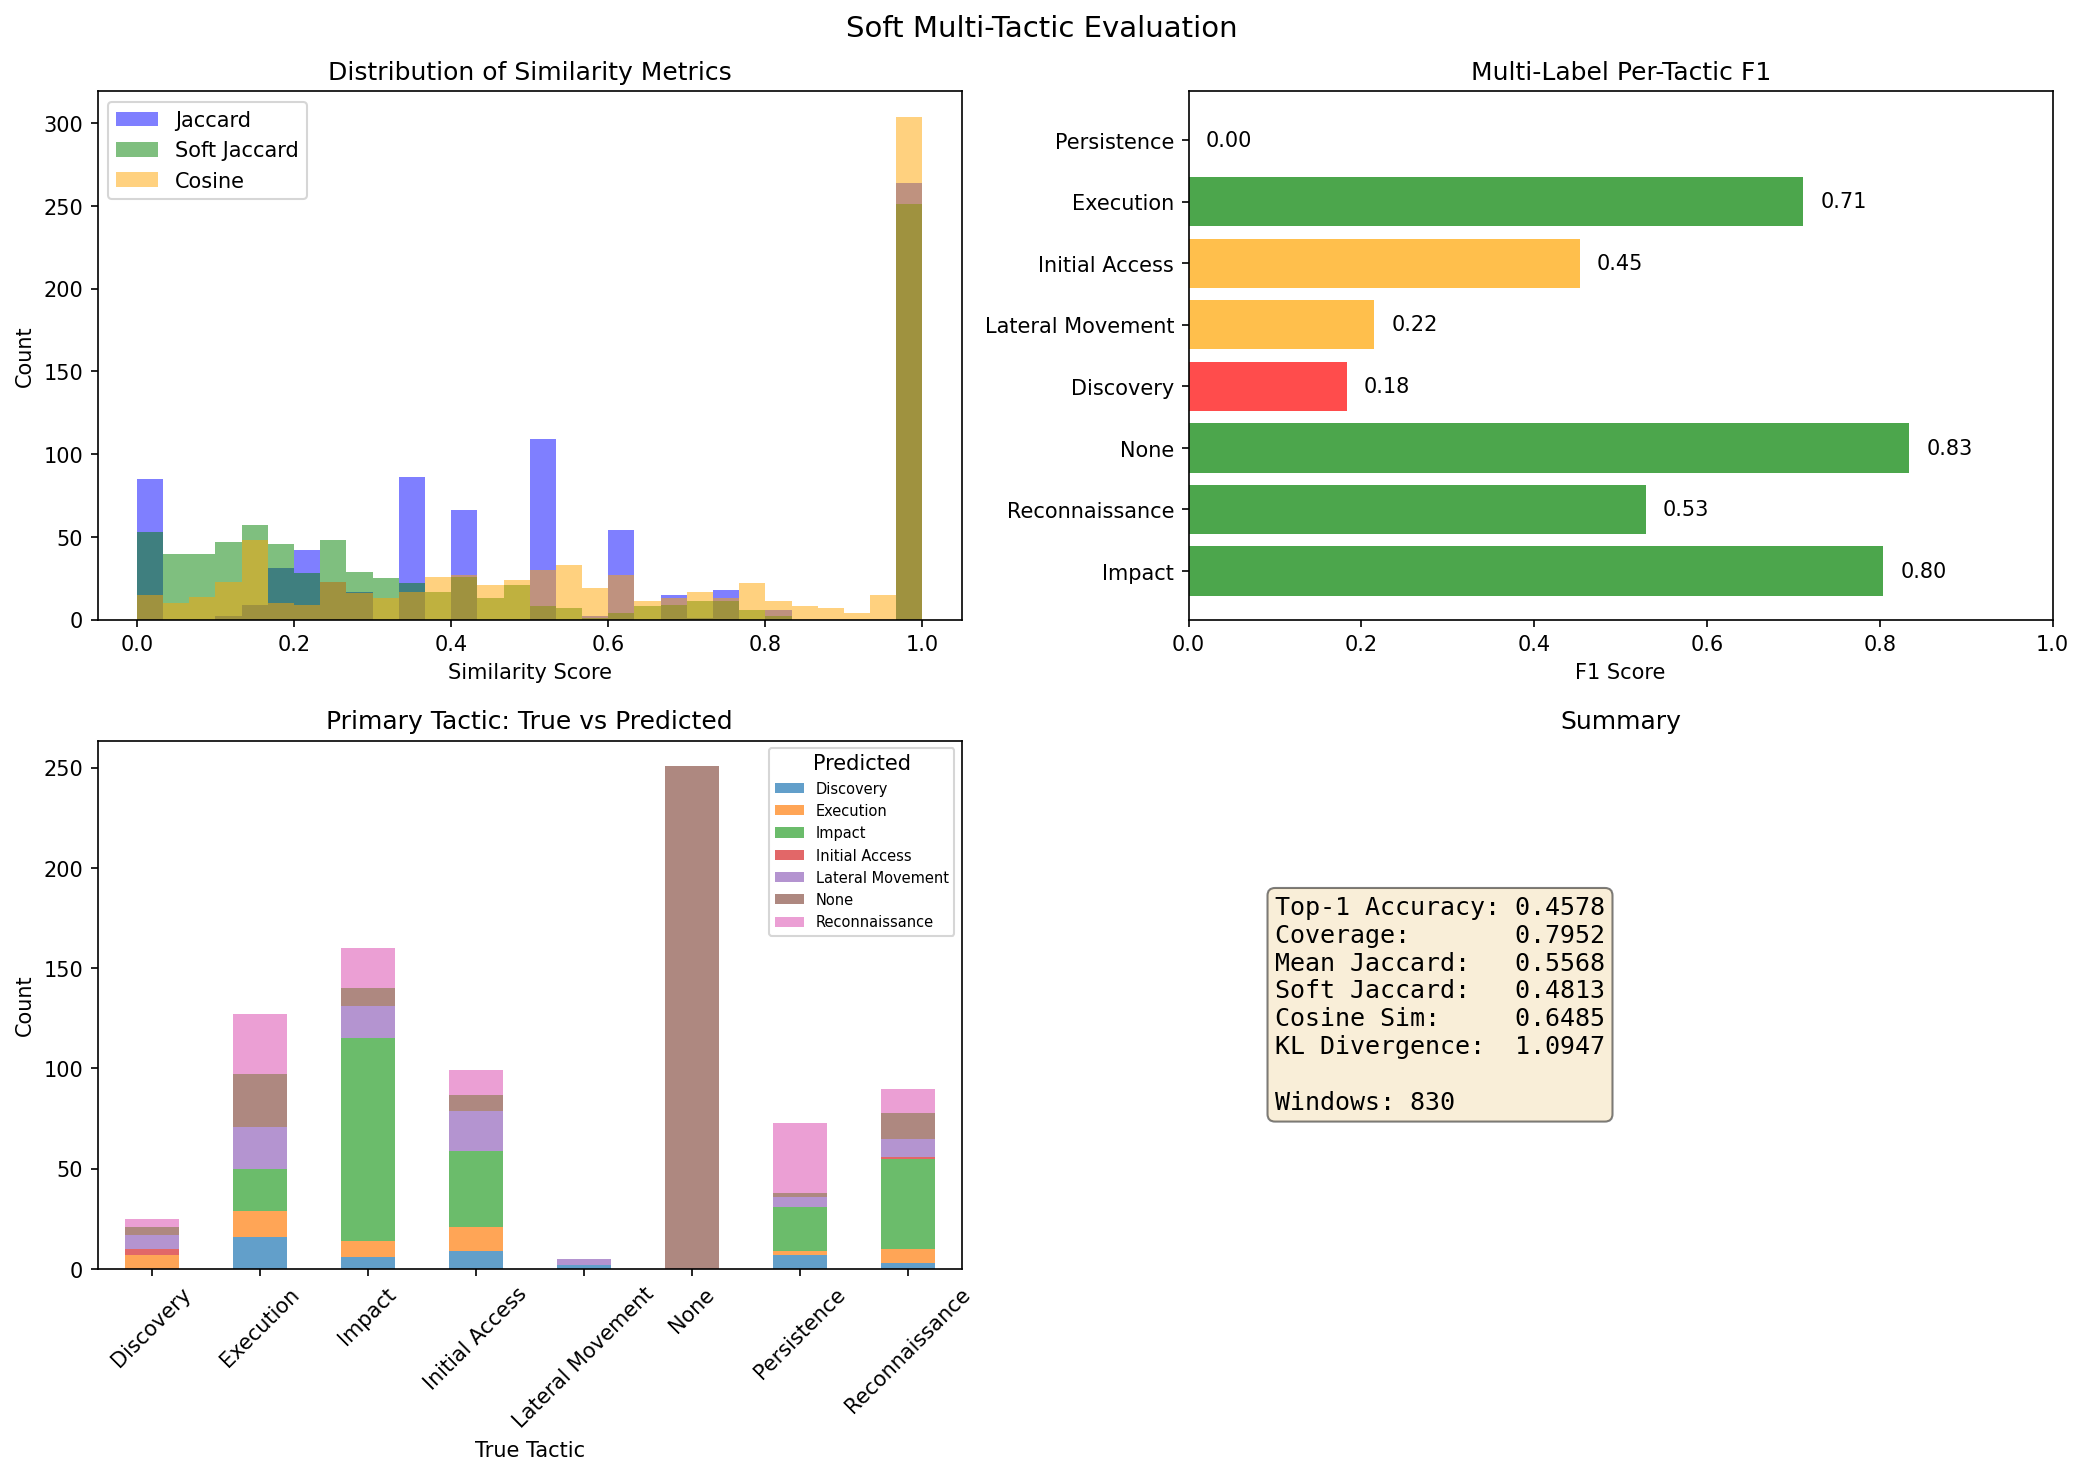 Soft Multi-Tactic Evaluation
Distribution of Similarity Metrics
Jaccard
Soft Jaccard
Cosine
300
250
200
150
100
50
0
Count
0.0 0.2 0.4 0.6 0.8 1.0
Similarity Score
Multi-Label Per-Tactic F1
Persistence 0.00
Execution 0.71
Initial Access 0.45
Lateral Movement 0.22
Discovery 0.18
None 0.83
Reconnaissance 0.53
Impact 0.80
0.0 0.2 0.4 0.6 0.8 1.0
F1 Score
Primary Tactic: True vs Predicted
Predicted
Discovery
Execution
Impact
Initial Access
Lateral Movement
None
Reconnaissance
250
200
150
100
50
0
Count
Discovery
Execution
Impact
Initial Access
Lateral Movement
None
Persistence
Reconnaissance
True Tactic
Summary
Top-1 Accuracy: 0.4578
Coverage: 0.7952
Mean Jaccard: 0.5568
Soft Jaccard: 0.4813
Cosine Sim: 0.6485
KL Divergence: 1.0947
Windows: 830